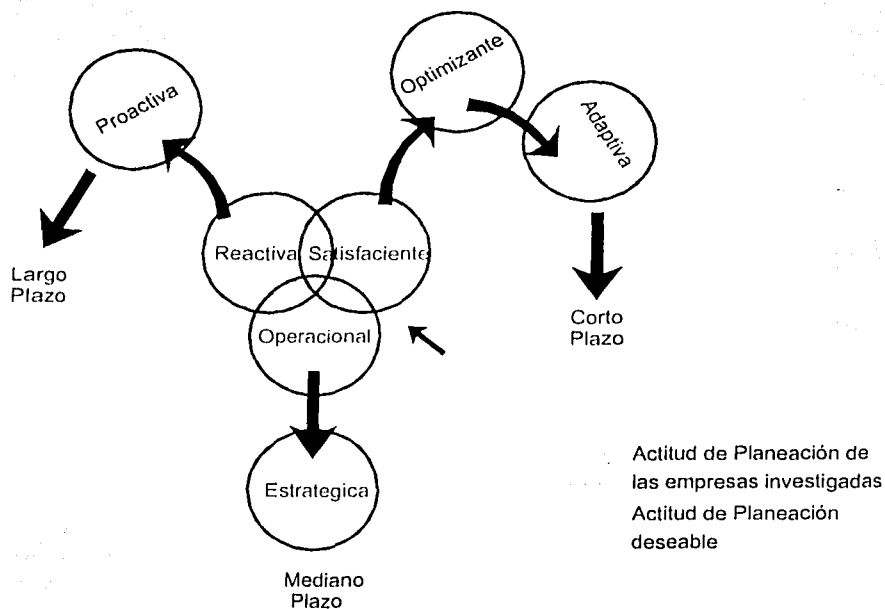 Optimizante
Proactiva
Adaptiva
Reactiva
Satisfaciente
Largo
Plazo
Operacional
Corto
Plazo
Actitud de Planeación de
las empresas investigadas
Actitud de Planeación
deseable
Estrategica
Mediano
Plazo